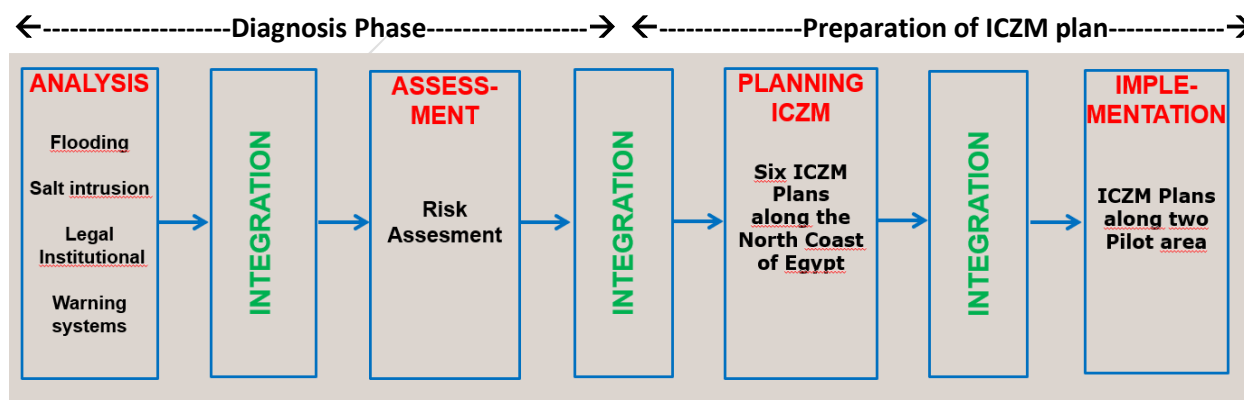 ←----------------------Diagnosis Phase-----------------→ ←---------------Preparation of ICZM plan------------→
ANALYSIS
Flooding
Salt intrusion
Legal
Institutional
Warning
systems
INTEGRATION
ASSESS-
MENT
Risk
Assesment
INTEGRATION
PLANNING
ICZM
Six ICZM
Plans
along the
North Coast
of Egypt
INTEGRATION
IMPLE-
MENTATION
ICZM Plans
along two
Pilot area